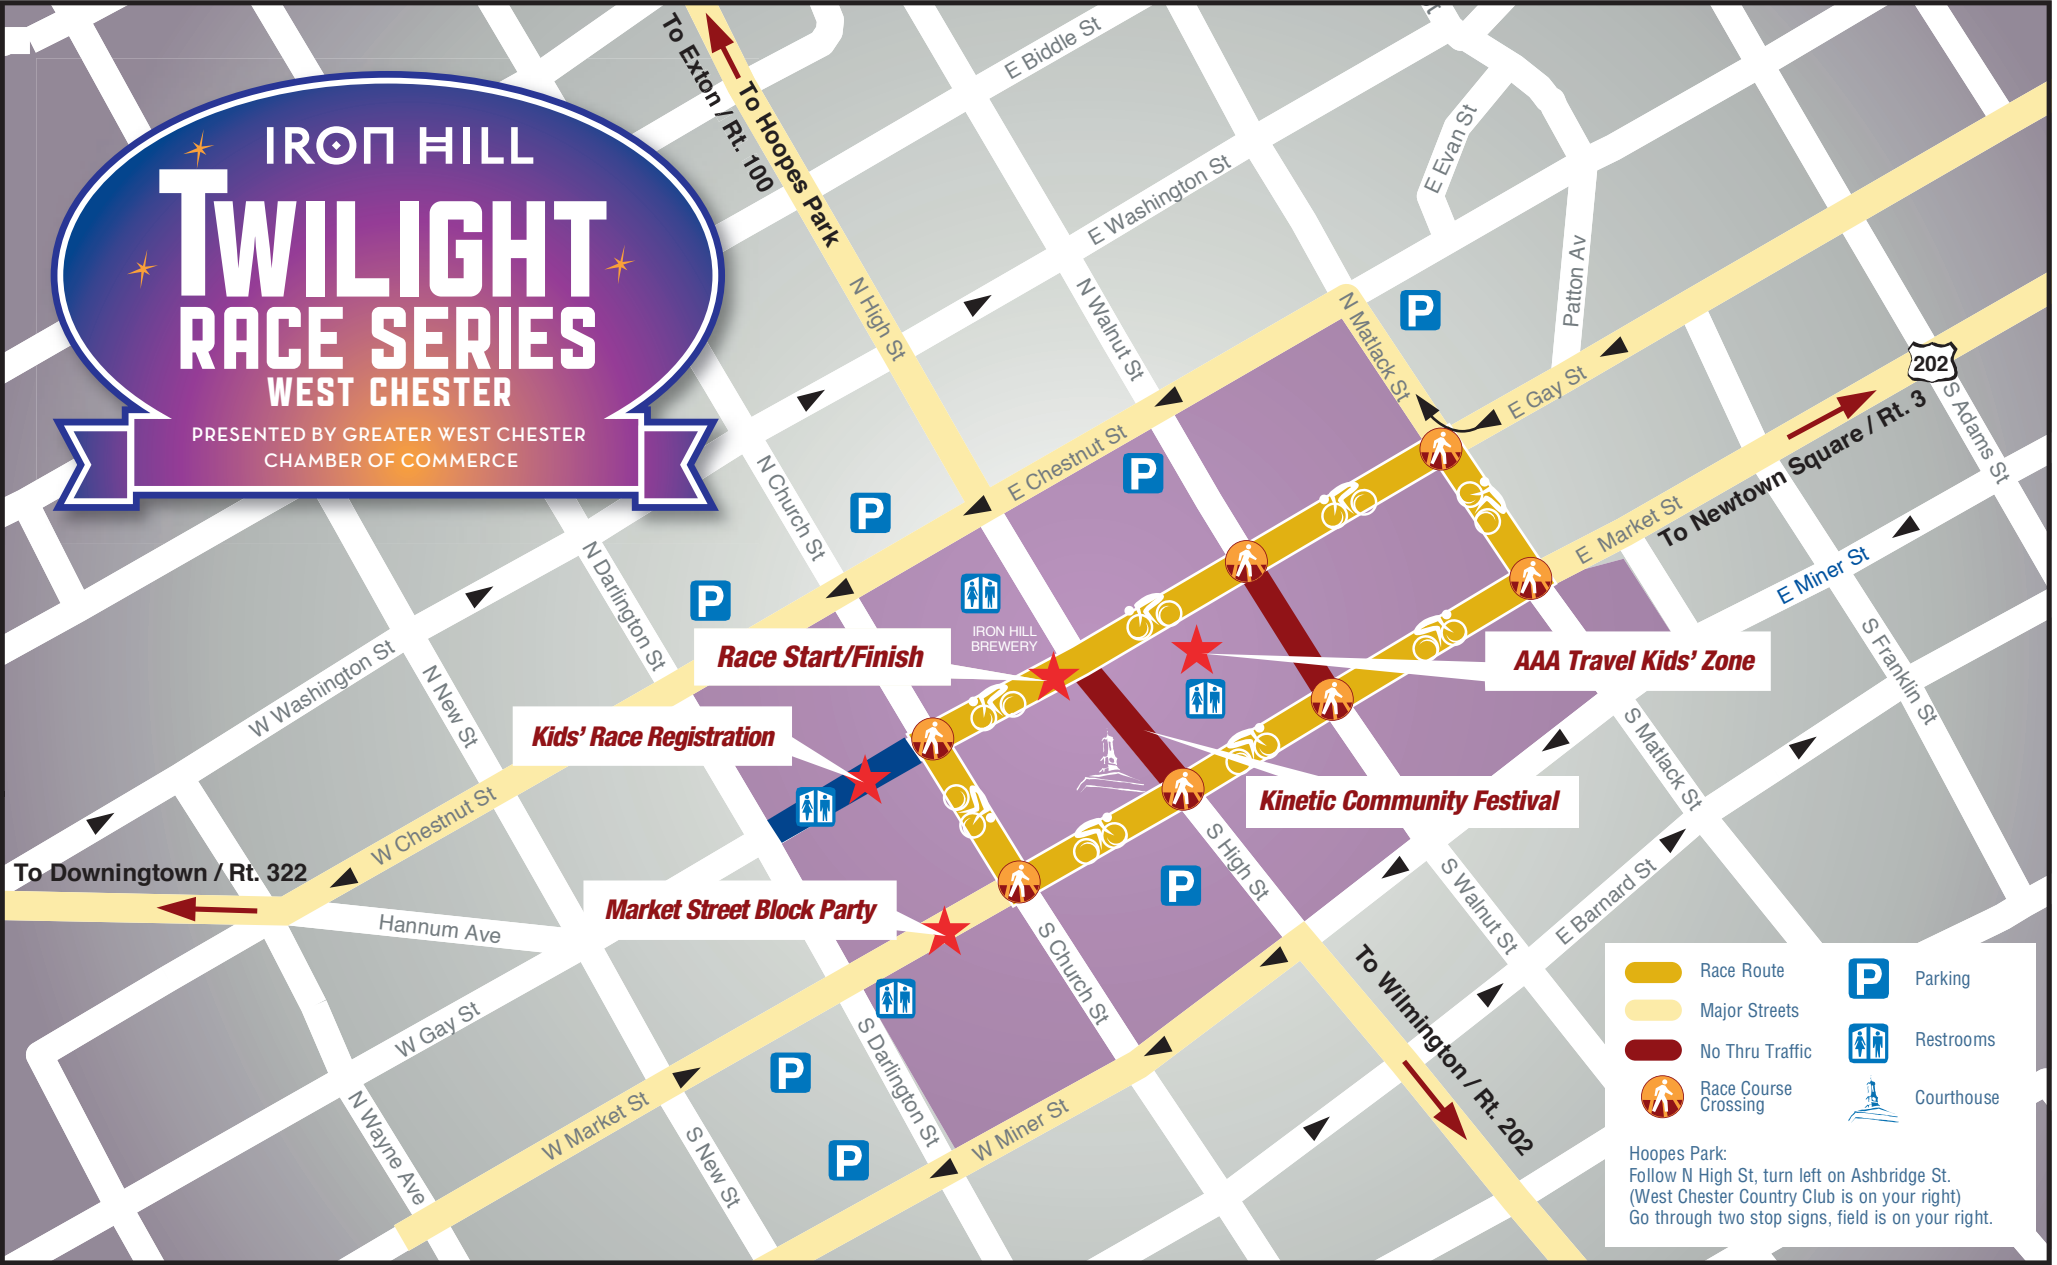 IRON HILL
TWILIGHT
RACE SERIES
WEST CHESTER
PRESENTED BY GREATER WEST CHESTER
CHAMBER OF COMMERCE
To Exton / Rt. 100
To Hoopes Park
E Biddle St
E Washington St
E Evan St
Patton Av
N High St
N Walnut St
N Matlack St
P
202
E Gay St
S Adams St
To Newtown Square / Rt. 3
E Market St
E Miner St
E Chestnut St
P
N Church St
P
N Darlington St
P
IRON HILL
BREWERY
Race Start/Finish
AAA Travel Kids' Zone
S Franklin St
W Washington St
N New St
Kids' Race Registration
S Matlack St
Kinetic Community Festival
W Chestnut St
To Downingtown / Rt. 322
Hannum Ave
Market Street Block Party
S High St
P
S Walnut St
E Barnard St
S Church St
To Wilmington / Rt. 202
W Gay St
S Darlington St
P
W Market St
N Wayne Ave
S New St
P
W Miner St
Race Route
P
Parking
Major Streets
Restrooms
No Thru Traffic
Race Course
Crossing
Courthouse
Hoopes Park:
Follow N High St, turn left on Ashbridge St.
(West Chester Country Club is on your right)
Go through two stop signs, field is on your right.